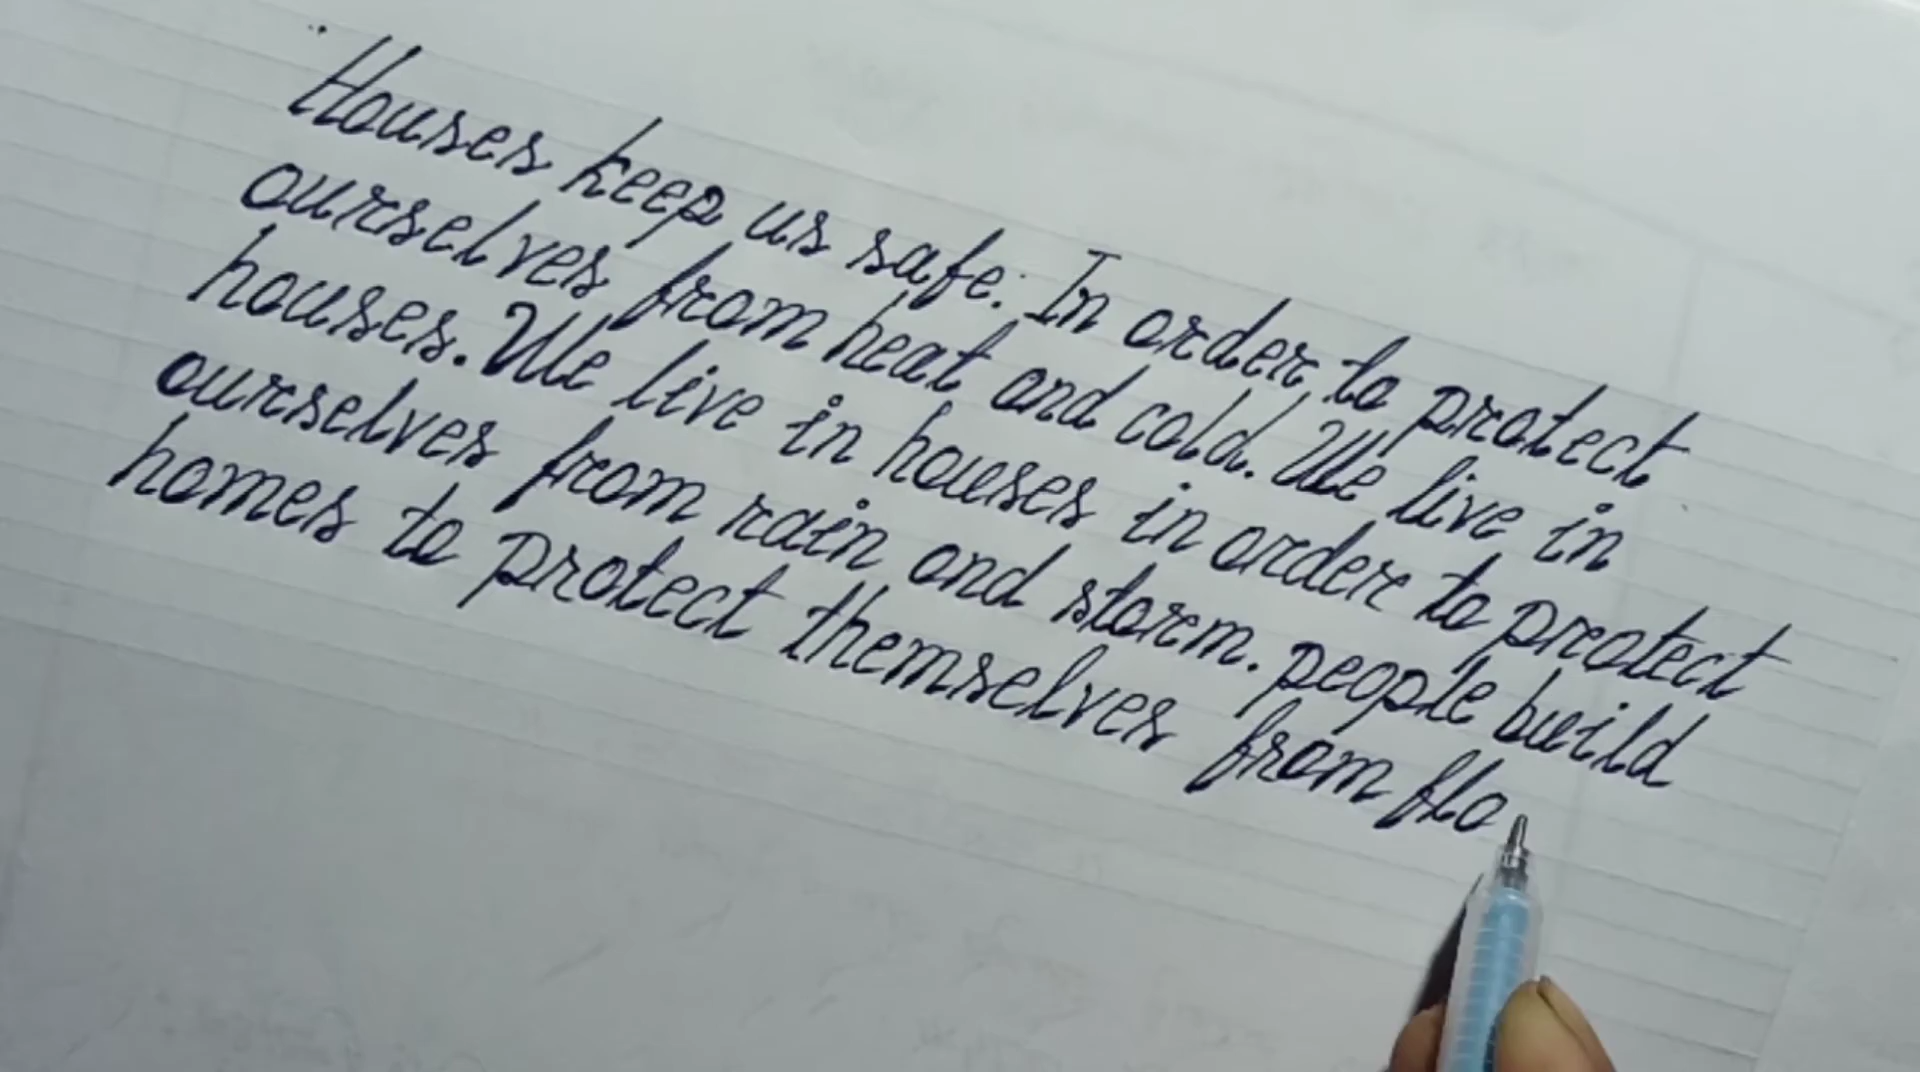 Houses keep us safe. In order to protect
ourselves from heat and cold. We live in
houses. We live in houses in order to protect
ourselves from rain and storm. people build
homes to protect themselves from flo